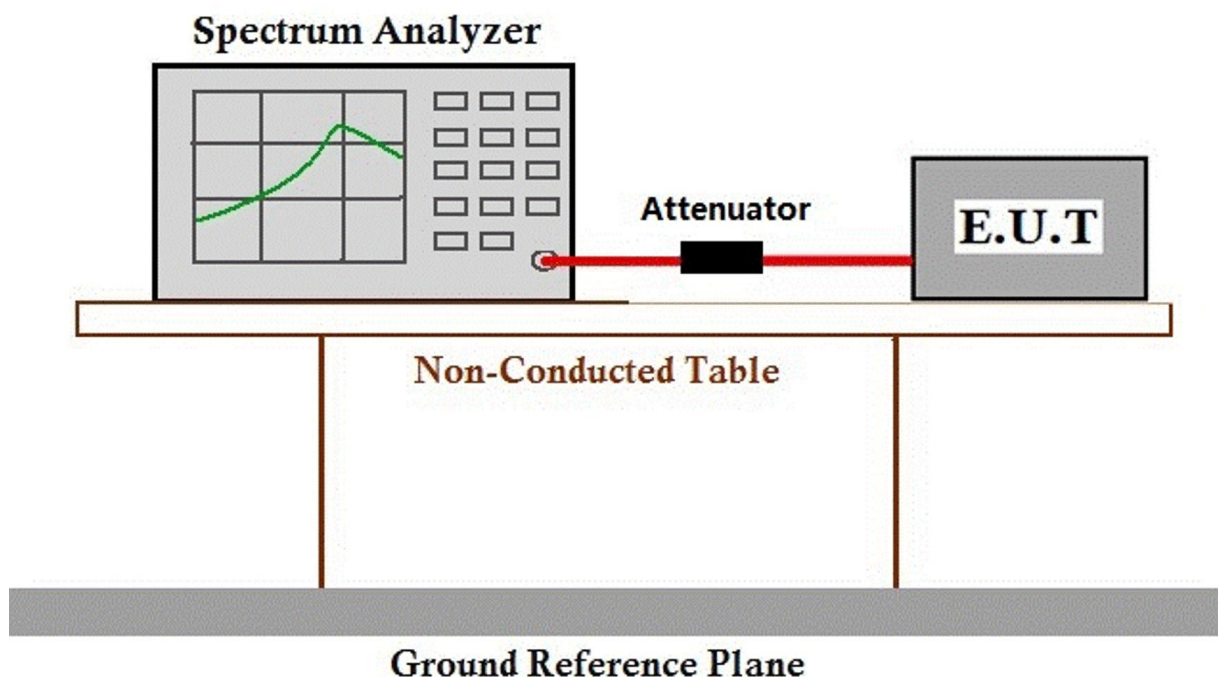 Spectrum Analyzer
Attenuator
E.U.T
Non-Conducted Table
Ground Reference Plane